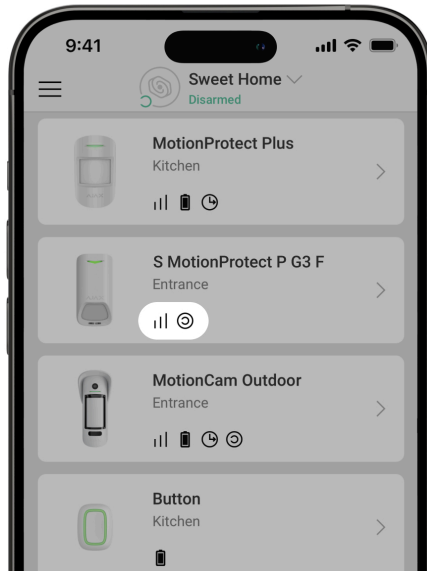 9:41
Sweet Home
Disarmed
MotionProtect Plus
Kitchen
S MotionProtect P G3 F
Entrance
MotionCam Outdoor
Entrance
Button
Kitchen